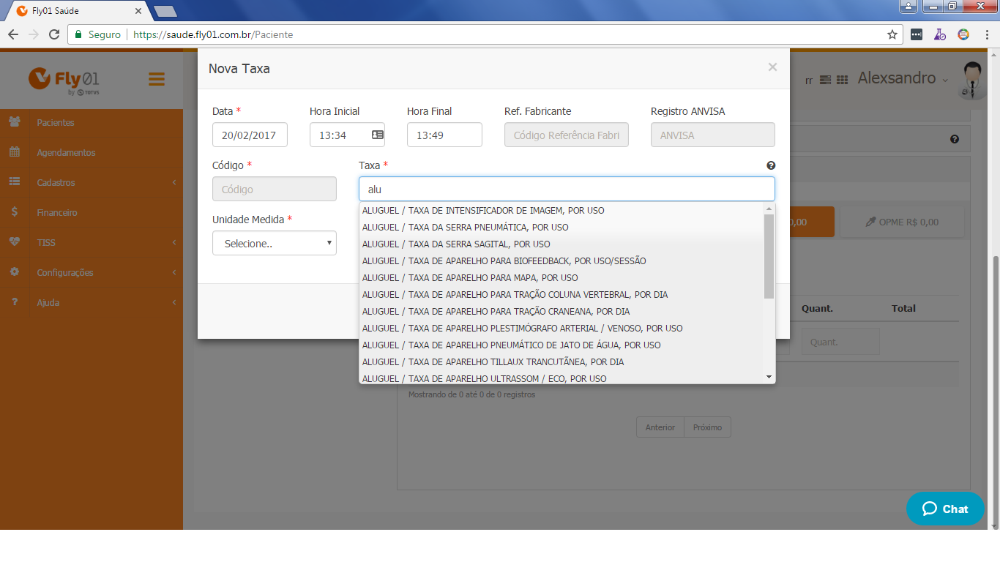 Fly01 Saúde
Seguro https://saude.fly01.com.br/Paciente
Fly01
by TOTVS
Nova Taxa
rr
Alexsandro
Pacientes
Agendamentos
Cadastros
Financeiro
TISS
Configurações
Ajuda
Data * Hora Inicial Hora Final Ref. Fabricante Registro ANVISA
20/02/2017 13:34 13:49 Código Referência Fabri ANVISA
Código * Taxa *
Código alu
Unidade Medida *
Selecione..
ALUGUEL / TAXA DE INTENSIFICADOR DE IMAGEM, POR USO
ALUGUEL / TAXA DA SERRA PNEUMÁTICA, POR USO
ALUGUEL / TAXA DA SERRA SAGITAL, POR USO
ALUGUEL / TAXA DE APARELHO PARA BIOFEEDBACK, POR USO/SESSÃO
ALUGUEL / TAXA DE APARELHO PARA MAPA, POR USO
ALUGUEL / TAXA DE APARELHO PARA TRAÇÃO COLUNA VERTEBRAL, POR DIA
ALUGUEL / TAXA DE APARELHO PARA TRAÇÃO CRANEANA, POR DIA
ALUGUEL / TAXA DE APARELHO PLESTIMÓGRAFO ARTERIAL / VENOSO, POR USO
ALUGUEL / TAXA DE APARELHO PNEUMÁTICO DE JATO DE ÁGUA, POR USO
ALUGUEL / TAXA DE APARELHO TILLAUX TRANCUTÃNEA, POR DIA
ALUGUEL / TAXA DE APARELHO ULTRASSOM / ECO, POR USO
0,00 OPME R$ 0,00
Quant. Total
Quant.
Mostrando de 0 até 0 de 0 registros
Anterior Próximo
Chat